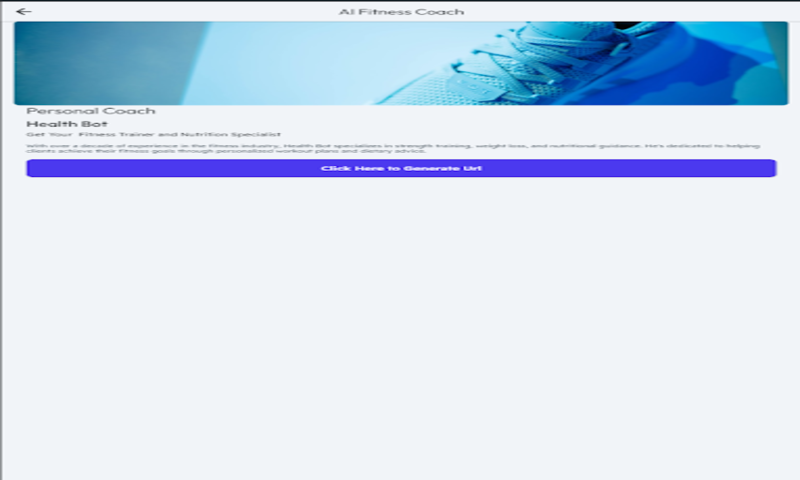 AI Fitness Coach
Personal Coach
Health Bot
Get Your Fitness Trainer and Nutrition Specialist
With over a decade of experience in the fitness industry, Health Bot specializes in strength training, weight loss, and nutritional guidance. He's dedicated to helping
clients achieve their fitness goals through personalized workout plans and dietary advice.
Click Here to Generate Url